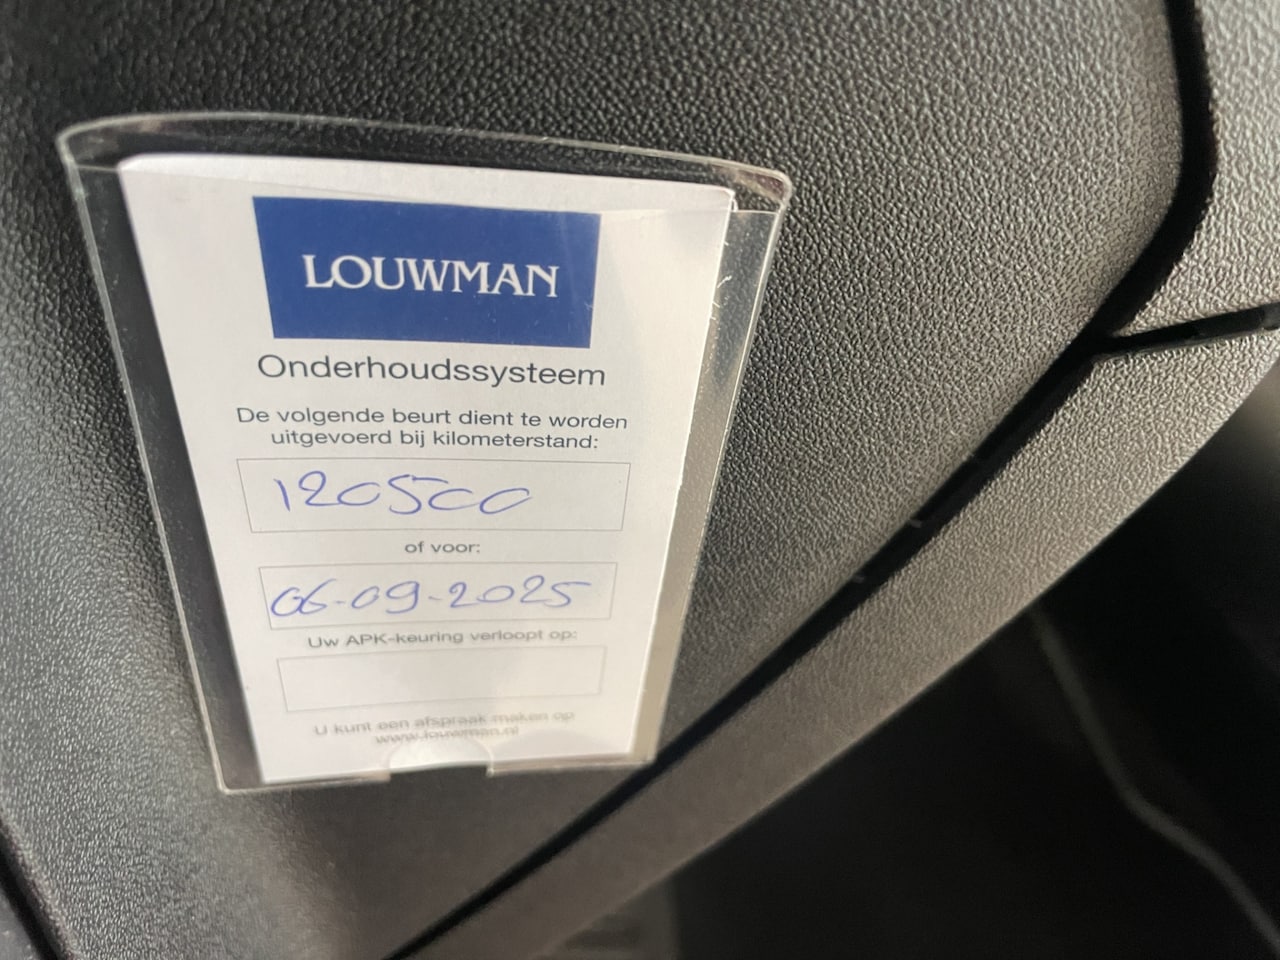 LOUWMAN
Onderhoudssysteem
De volgende beurt dient te worden
uitgevoerd bij kilometerstand:
120500
of voor:
06-09-2025
Uw APK-keuring verloopt op:
U kunt een afspraak maken op
www.louwman.nl